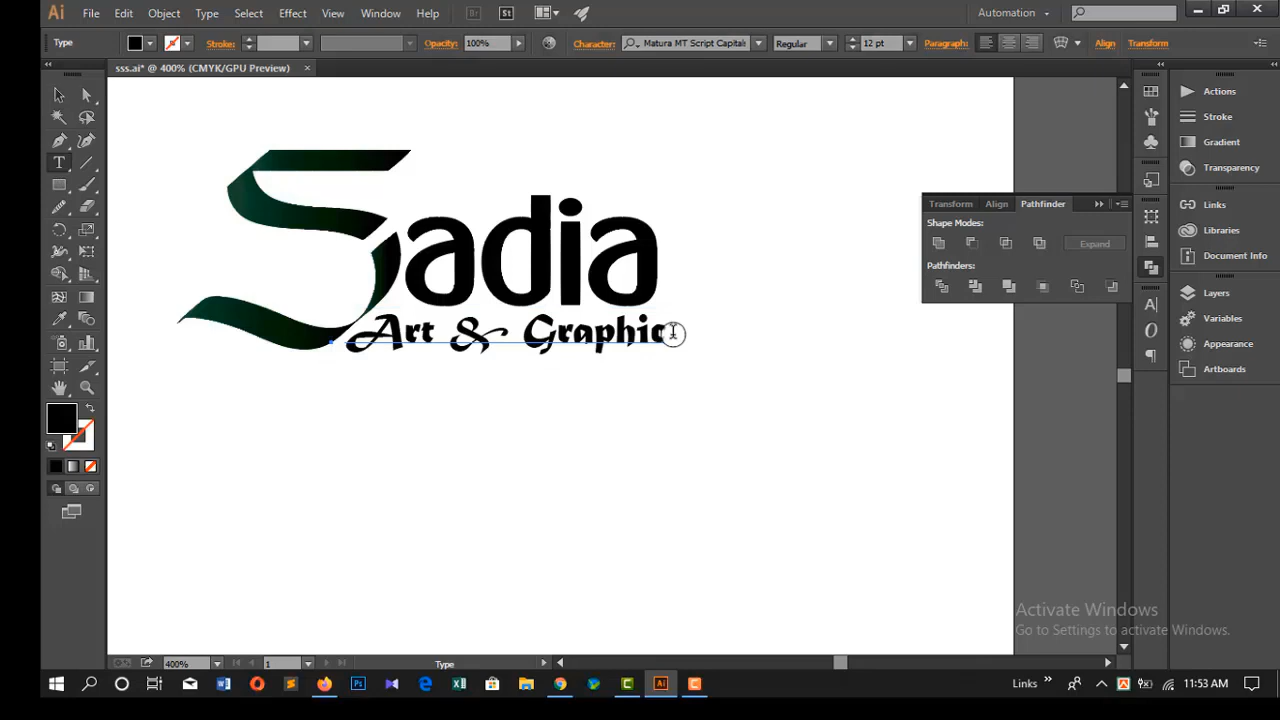 Ai File Edit Object Type Select Effect View Window Help Br St Automation
Type Stroke: Opacity: 100% Character: Matura MT Script Capitals Regular 12 pt Paragraph: Align Transform
sss.ai* @ 400% (CMYK/GPU Preview) ×
Sadia
Art & Graphic
Transform Align Pathfinder
Shape Modes:
Expand
Pathfinders:
Actions
Stroke
Gradient
Transparency
Links
Libraries
Document Info
Layers
Variables
Appearance
Artboards
Activate Windows
Go to Settings to activate Windows.
400% 1 Type
Links 11:53 AM